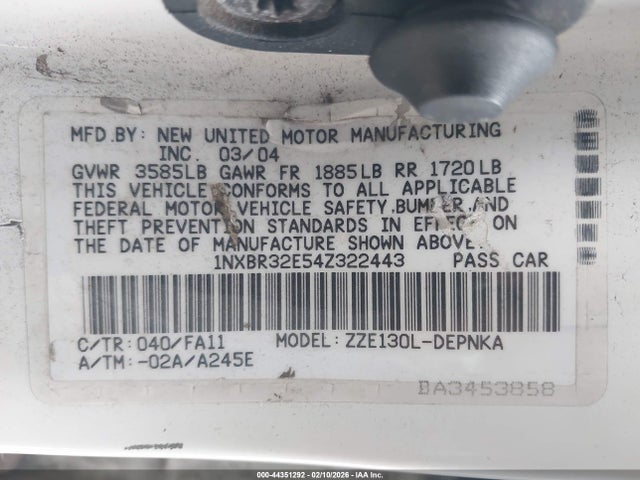 MFD.BY: NEW UNITED MOTOR MANUFACTURING
INC. 03/04
GVWR 3585LB GAWR FR 1885LB RR 1720LB
THIS VEHICLE CONFORMS TO ALL APPLICABLE
FEDERAL MOTOR VEHICLE SAFETY, BUMPER, AND
THEFT PREVENTION STANDARDS IN EFFECT ON
THE DATE OF MANUFACTURE SHOWN ABOVE.
1NXBR32E54Z322443 PASS CAR
C/TR: 040/FA11 MODEL: ZZE130L-DEPNKA
A/TM: -02A/A245E
BA3453858
000-44351292 - 02/10/2026 - IAA Inc.